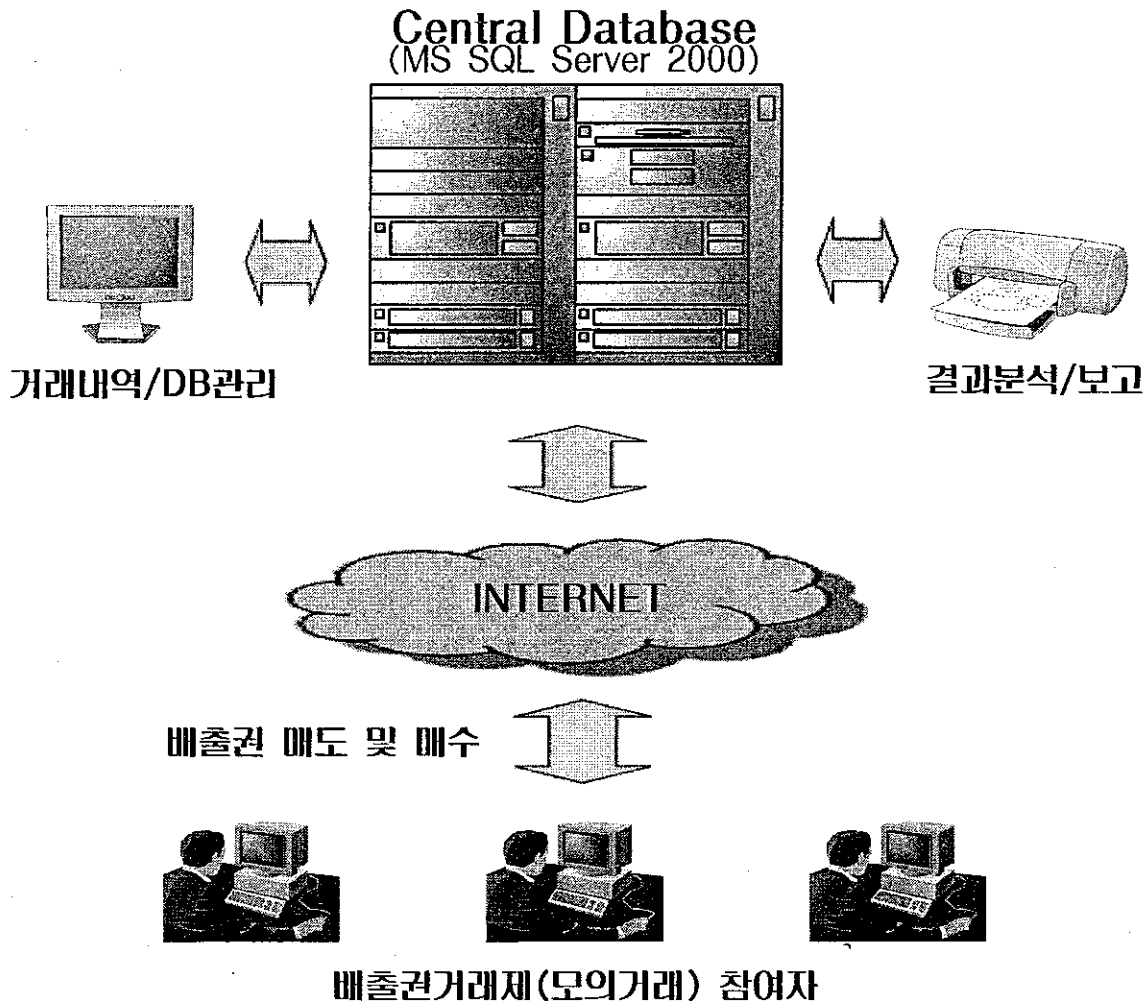 Central Database
(MS SQL Server 2000)
거래내역/DB관리
결과분석/보고
INTERNET
배출권 매도 및 매수
배출권거래제(모의거래) 참여자